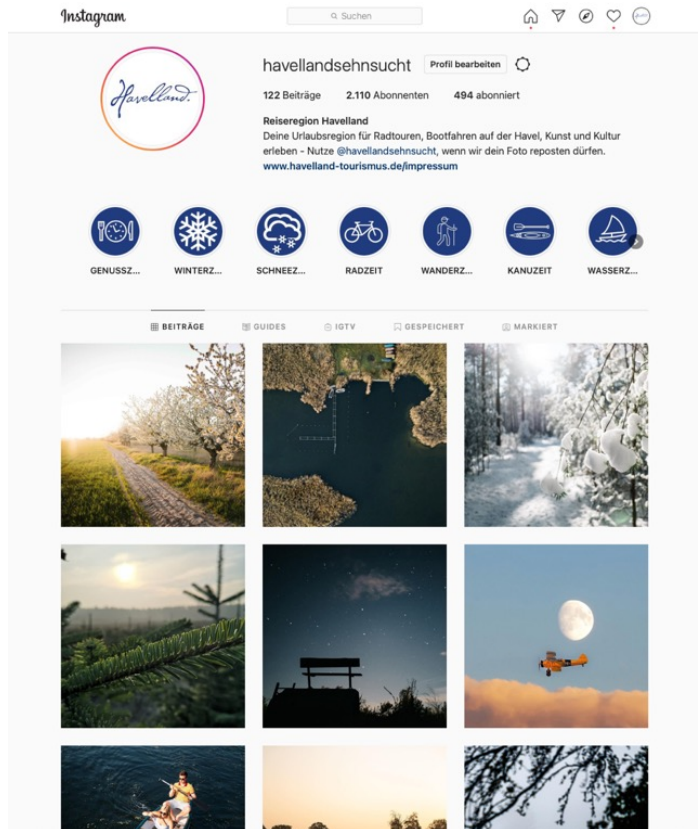 Instagram
Suchen
havellandsehnsucht Profil bearbeiten
122 Beiträge 2.110 Abonnenten 494 abonniert
Havelland.
Reiseregion Havelland
Deine Urlaubsregion für Radtouren, Bootfahren auf der Havel, Kunst und Kultur
erleben - Nutze @havellandsehnsucht, wenn wir dein Foto reposten dürfen.
www.havelland-tourismus.de/impressum
GENUSSZ... WINTERZ... SCHNEEZ... RADZEIT WANDERZ... KANUZEIT WASSERZ...
BEITRÄGE GUIDES IGTV GESPEICHERT MARKIERT